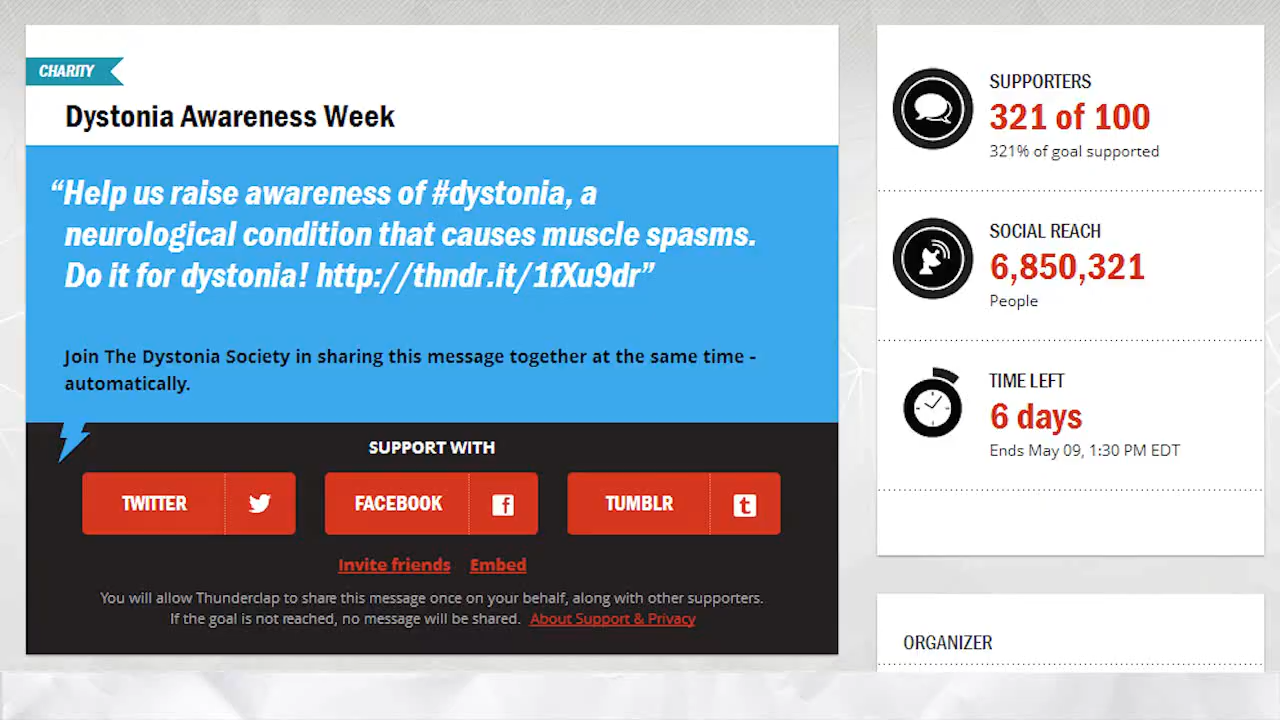 CHARITY
Dystonia Awareness Week
“Help us raise awareness of #dystonia, a
neurological condition that causes muscle spasms.
Do it for dystonia! http://thndr.it/1fXu9dr”
Join The Dystonia Society in sharing this message together at the same time -
automatically.
SUPPORT WITH
TWITTER
FACEBOOK
TUMBLR
Invite friends Embed
You will allow Thunderclap to share this message once on your behalf, along with other supporters.
If the goal is not reached, no message will be shared. About Support & Privacy
SUPPORTERS
321 of 100
321% of goal supported
SOCIAL REACH
6,850,321
People
TIME LEFT
6 days
Ends May 09, 1:30 PM EDT
ORGANIZER